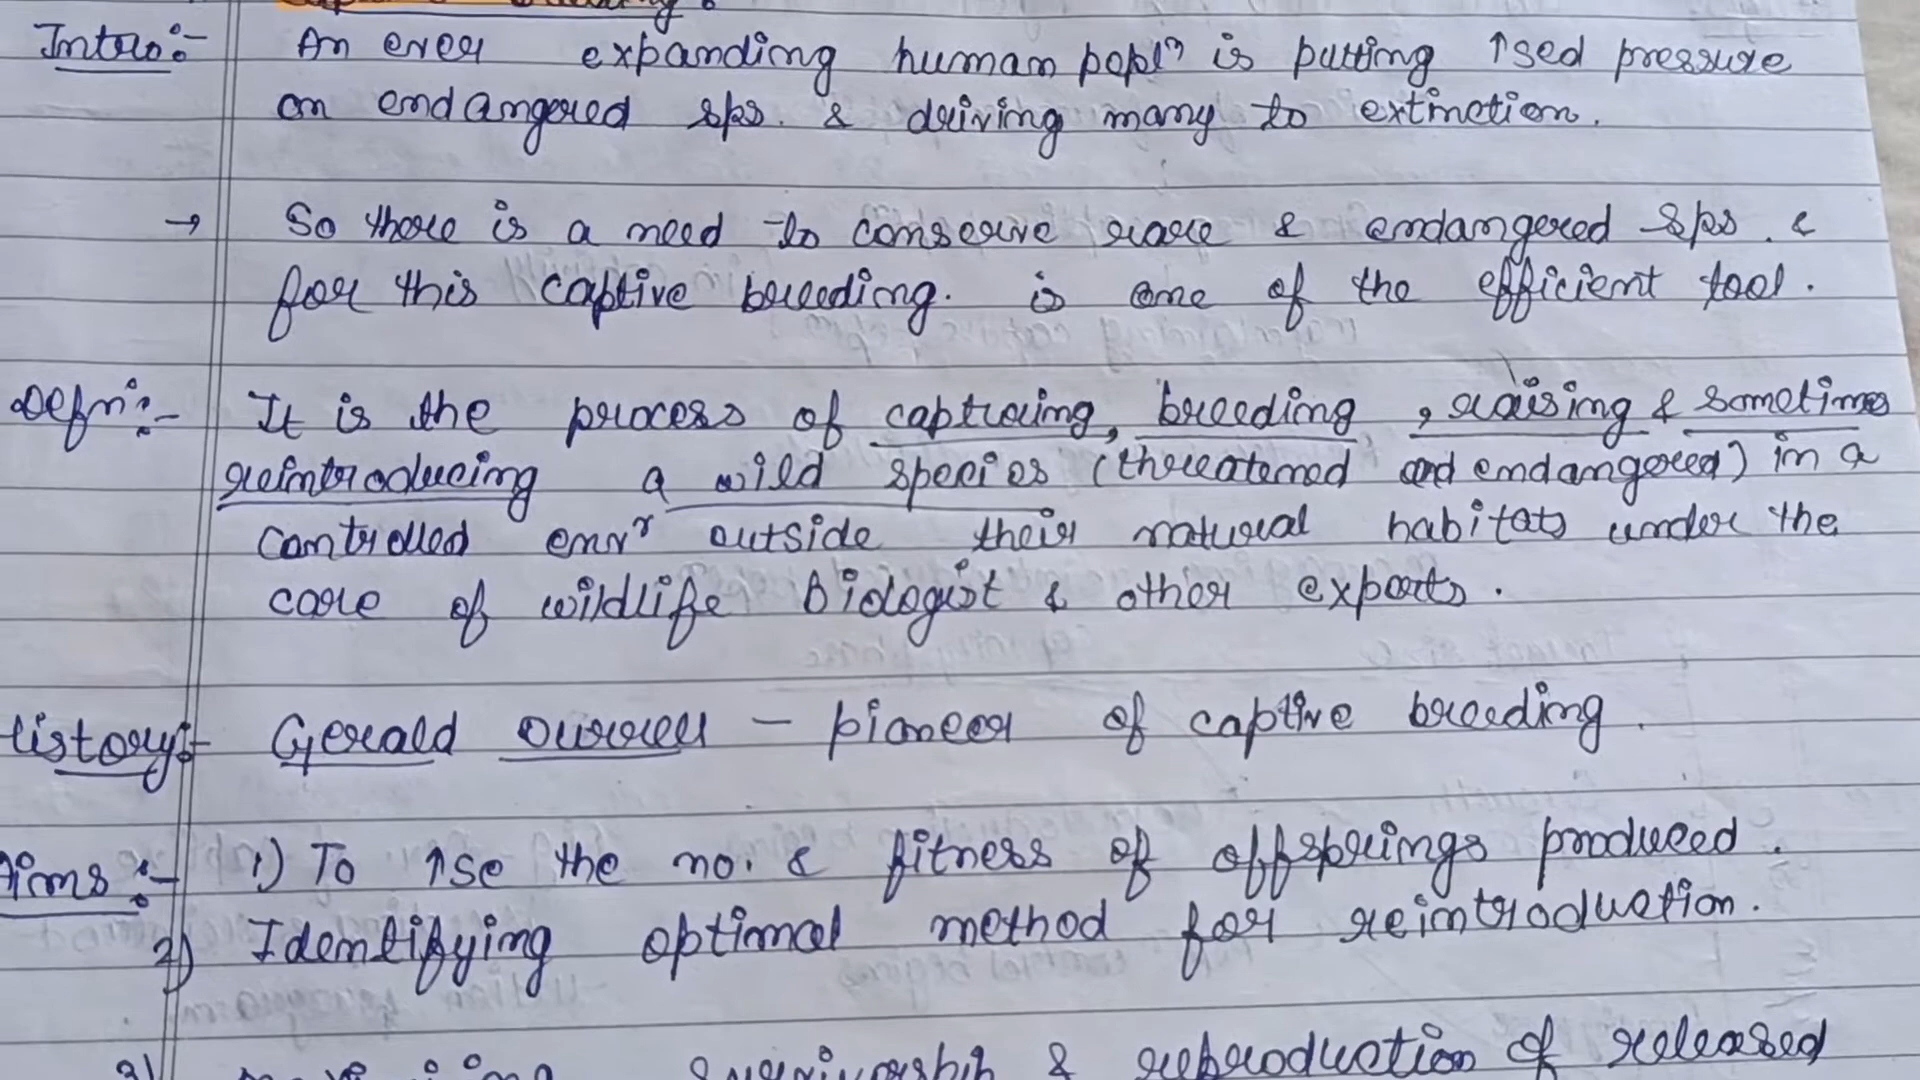 Intro:- An ever expanding human popl^n is putting ↑sed pressure
on endangered sps. & driving many to extinction.
→ So there is a need to conserve rare & endangered sps. &
for this captive breeding. is one of the efficient tool.
Defn:- It is the process of captruing, breeding, raising & sometimes
reintroducing a wild species (threatened and endangered) in a
controlled env^r outside their natural habitats under the
care of wildlife biologist & other experts.
History:- Gerald Durrell - pioneer of captive breeding.
Aims:- 1) To ↑se the no. & fitness of offsprings produced.
2) Identifying optimal method for reintroduction.
3) survivorship & reproduction of released